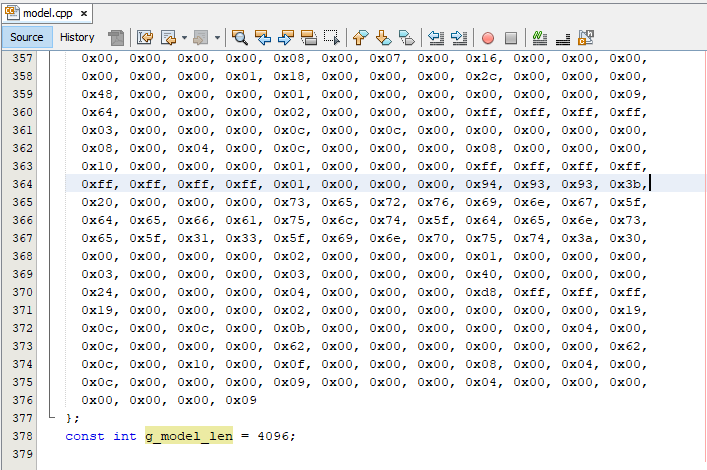 model.cpp
Source History
357 0x00, 0x00, 0x00, 0x00, 0x08, 0x00, 0x07, 0x00, 0x16, 0x00, 0x00, 0x00,
358 0x00, 0x00, 0x00, 0x01, 0x18, 0x00, 0x00, 0x00, 0x2c, 0x00, 0x00, 0x00,
359 0x48, 0x00, 0x00, 0x00, 0x01, 0x00, 0x00, 0x00, 0x00, 0x00, 0x00, 0x09,
360 0x64, 0x00, 0x00, 0x00, 0x02, 0x00, 0x00, 0x00, 0xff, 0xff, 0xff, 0xff,
361 0x03, 0x00, 0x00, 0x00, 0x0c, 0x00, 0x0c, 0x00, 0x00, 0x00, 0x00, 0x00,
362 0x08, 0x00, 0x04, 0x00, 0x0c, 0x00, 0x00, 0x00, 0x08, 0x00, 0x00, 0x00,
363 0x10, 0x00, 0x00, 0x00, 0x01, 0x00, 0x00, 0x00, 0xff, 0xff, 0xff, 0xff,
364 0xff, 0xff, 0xff, 0xff, 0x01, 0x00, 0x00, 0x00, 0x94, 0x93, 0x93, 0x3b,
365 0x20, 0x00, 0x00, 0x00, 0x73, 0x65, 0x72, 0x76, 0x69, 0x6e, 0x67, 0x5f,
366 0x64, 0x65, 0x66, 0x61, 0x75, 0x6c, 0x74, 0x5f, 0x64, 0x65, 0x6e, 0x73,
367 0x65, 0x5f, 0x31, 0x33, 0x5f, 0x69, 0x6e, 0x70, 0x75, 0x74, 0x3a, 0x30,
368 0x00, 0x00, 0x00, 0x00, 0x02, 0x00, 0x00, 0x00, 0x01, 0x00, 0x00, 0x00,
369 0x03, 0x00, 0x00, 0x00, 0x03, 0x00, 0x00, 0x00, 0x40, 0x00, 0x00, 0x00,
370 0x24, 0x00, 0x00, 0x00, 0x04, 0x00, 0x00, 0x00, 0xd8, 0xff, 0xff, 0xff,
371 0x19, 0x00, 0x00, 0x00, 0x02, 0x00, 0x00, 0x00, 0x00, 0x00, 0x00, 0x19,
372 0x0c, 0x00, 0x0c, 0x00, 0x0b, 0x00, 0x00, 0x00, 0x00, 0x00, 0x04, 0x00,
373 0x0c, 0x00, 0x00, 0x00, 0x62, 0x00, 0x00, 0x00, 0x00, 0x00, 0x00, 0x62,
374 0x0c, 0x00, 0x10, 0x00, 0x0f, 0x00, 0x00, 0x00, 0x08, 0x00, 0x04, 0x00,
375 0x0c, 0x00, 0x00, 0x00, 0x09, 0x00, 0x00, 0x00, 0x04, 0x00, 0x00, 0x00,
376 0x00, 0x00, 0x00, 0x09
377 };
378 const int g_model_len = 4096;
379